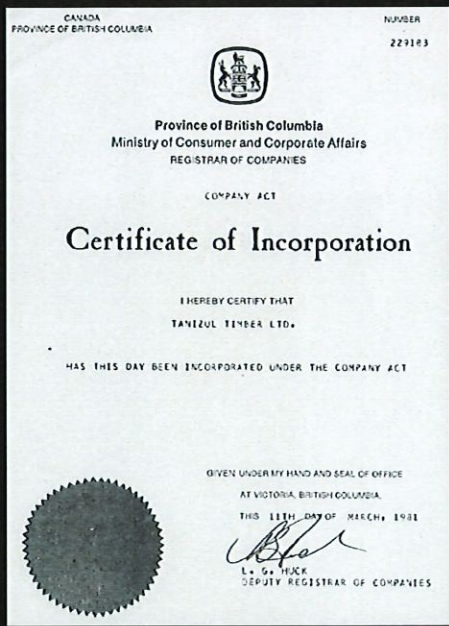 CANADA
PROVINCE OF BRITISH COLUMBIA
NUMBER
229183
Province of British Columbia
Ministry of Consumer and Corporate Affairs
REGISTRAR OF COMPANIES
COMPANY ACT
Certificate of Incorporation
I HEREBY CERTIFY THAT
TANIZUL TIMBER LTD.
HAS THIS DAY BEEN INCORPORATED UNDER THE COMPANY ACT
GIVEN UNDER MY HAND AND SEAL OF OFFICE
AT VICTORIA, BRITISH COLUMBIA,
THIS 11TH DAY OF MARCH, 1981
L. G. HUCK
DEPUTY REGISTRAR OF COMPANIES